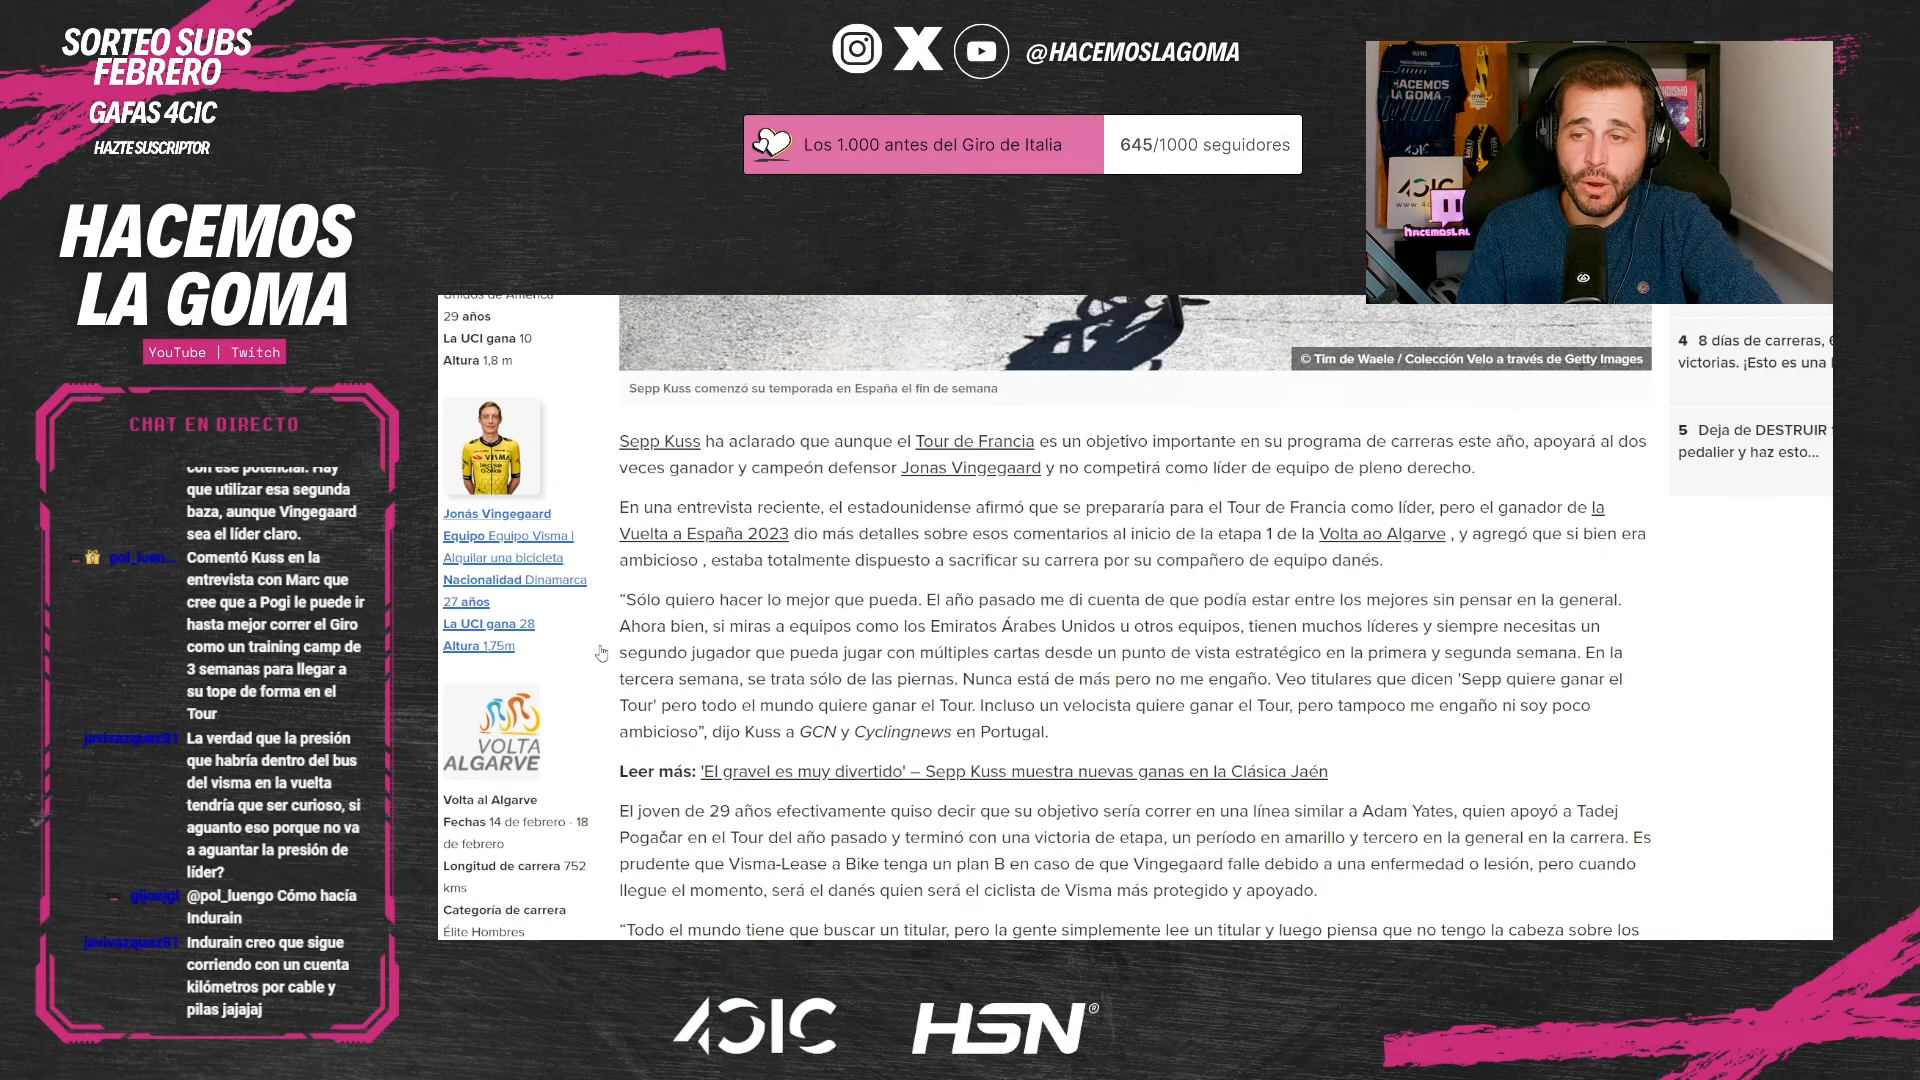 SORTEO SUBS
FEBRERO
GAFAS 4CIC
HAZTE SUSCRIPTOR
HACEMOS
LA GOMA
YouTube | Twitch
CHAT EN DIRECTO
con ese potencial. Hay
que utilizar esa segunda
baza, aunque Vingegaard
sea el líder claro.
pol_luen... Comentó Kuss en la
entrevista con Marc que
cree que a Pogi le puede ir
hasta mejor correr el Giro
como un training camp de
3 semanas para llegar a
su tope de forma en el
Tour
javivazquez81 La verdad que la presión
que habría dentro del bus
del visma en la vuelta
tendría que ser curioso, si
aguanto eso porque no va
a aguantar la presión de
líder?
gijoejgl @pol_luengo Cómo hacía
Indurain
javivazquez81 Indurain creo que sigue
corriendo con un cuenta
kilómetros por cable y
pilas jajajaj
@HACEMOSLAGOMA
Los 1.000 antes del Giro de Italia
645/1000 seguidores
HACEMOS
LA GOMA
4CIC
Unidos de América
29 años
La UCI gana 10
Altura 1,8 m
VISMA
lease a bike
Jonás Vingegaard
Equipo Equipo Visma |
Alquilar una bicicleta
Nacionalidad Dinamarca
27 años
La UCI gana 28
Altura 1,75m
VOLTA
ALGARVE
Volta al Algarve
Fechas 14 de febrero - 18
de febrero
Longitud de carrera 752
kms
Categoría de carrera
Élite Hombres
© Tim de Waele / Colección Velo a través de Getty Images
Sepp Kuss comenzó su temporada en España el fin de semana
Sepp Kuss ha aclarado que aunque el Tour de Francia es un objetivo importante en su programa de carreras este año, apoyará al dos
veces ganador y campeón defensor Jonas Vingegaard y no competirá como líder de equipo de pleno derecho.
En una entrevista reciente, el estadounidense afirmó que se prepararía para el Tour de Francia como líder, pero el ganador de la
Vuelta a España 2023 dio más detalles sobre esos comentarios al inicio de la etapa 1 de la Volta ao Algarve , y agregó que si bien era
ambicioso , estaba totalmente dispuesto a sacrificar su carrera por su compañero de equipo danés.
“Sólo quiero hacer lo mejor que pueda. El año pasado me di cuenta de que podía estar entre los mejores sin pensar en la general.
Ahora bien, si miras a equipos como los Emiratos Árabes Unidos u otros equipos, tienen muchos líderes y siempre necesitas un
segundo jugador que pueda jugar con múltiples cartas desde un punto de vista estratégico en la primera y segunda semana. En la
tercera semana, se trata sólo de las piernas. Nunca está de más pero no me engaño. Veo titulares que dicen 'Sepp quiere ganar el
Tour' pero todo el mundo quiere ganar el Tour. Incluso un velocista quiere ganar el Tour, pero tampoco me engaño ni soy poco
ambicioso”, dijo Kuss a GCN y Cyclingnews en Portugal.
Leer más: 'El gravel es muy divertido' – Sepp Kuss muestra nuevas ganas en la Clásica Jaén
El joven de 29 años efectivamente quiso decir que su objetivo sería correr en una línea similar a Adam Yates, quien apoyó a Tadej
Pogačar en el Tour del año pasado y terminó con una victoria de etapa, un período en amarillo y tercero en la general en la carrera. Es
prudente que Visma-Lease a Bike tenga un plan B en caso de que Vingegaard falle debido a una enfermedad o lesión, pero cuando
llegue el momento, será el danés quien será el ciclista de Visma más protegido y apoyado.
“Todo el mundo tiene que buscar un titular, pero la gente simplemente lee un titular y luego piensa que no tengo la cabeza sobre los
4 8 días de carreras,
victorias. ¡Esto es una
5 Deja de DESTRUIR
pedalier y haz esto...
4CIC
HSN®